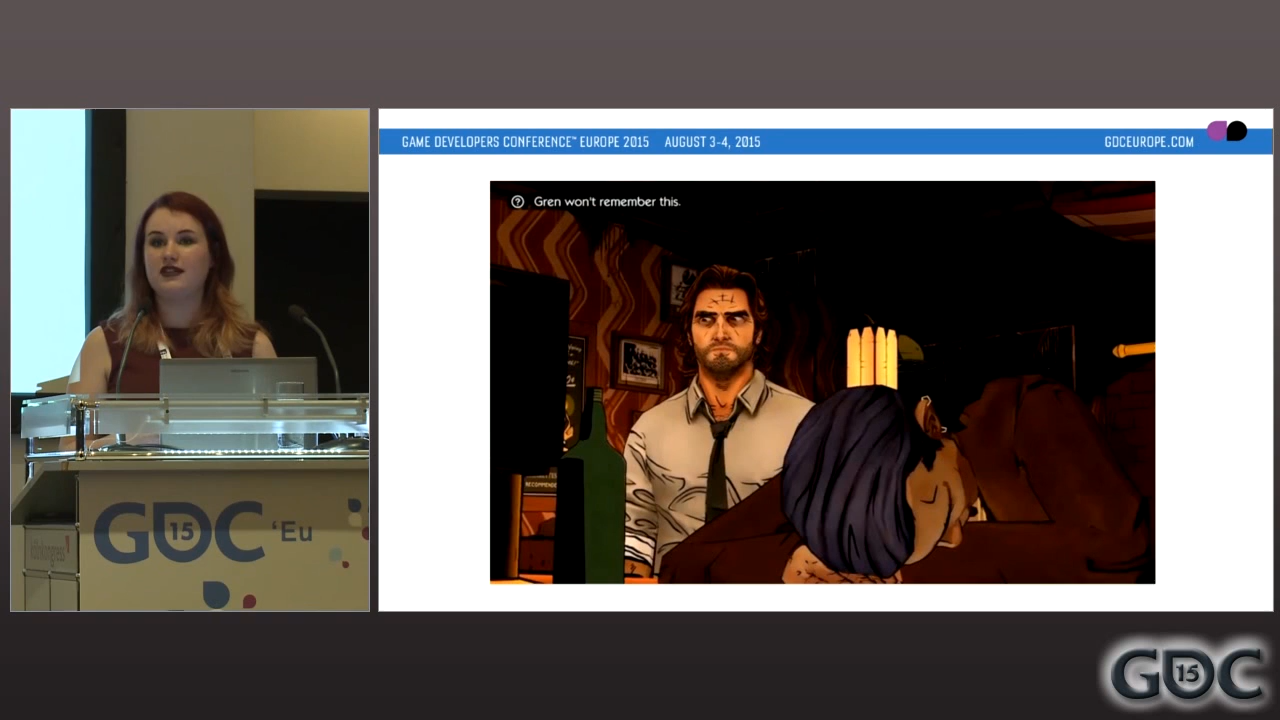 GAME DEVELOPERS CONFERENCE™ EUROPE 2015 AUGUST 3-4, 2015
GDCEUROPE.COM
Gren won't remember this.
GDC 15 'Eu
GDC 15